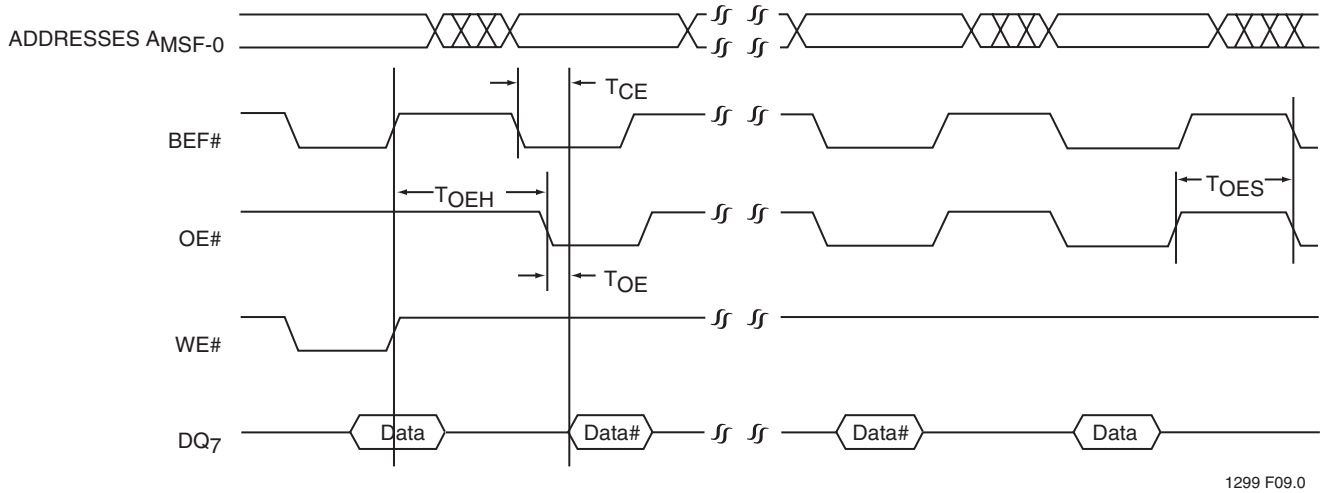 ADDRESSES AMSF-0
TCE
BEF#
TOEH
TOES
OE#
TOE
WE#
DQ7
Data
Data#
Data#
Data
1299 F09.0